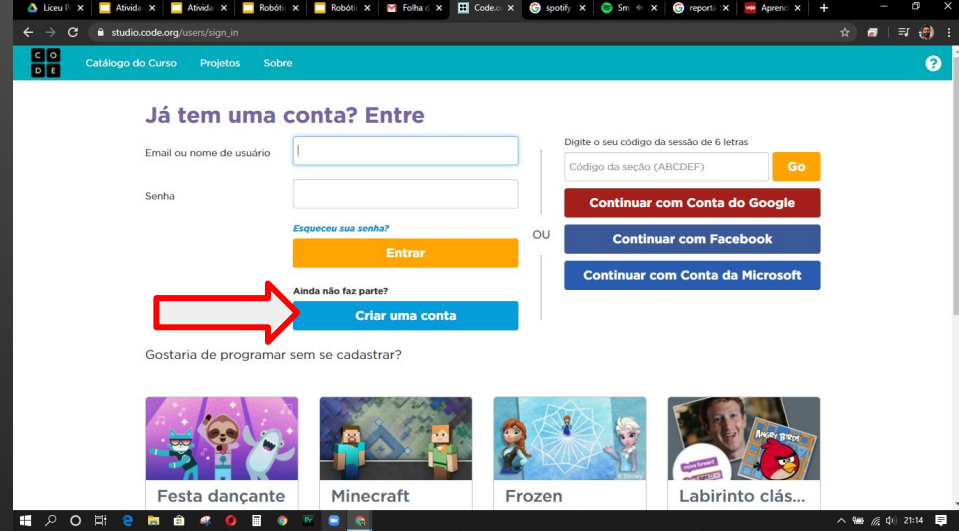 Liceu P
Ativida
Ativida
Robótic
Robótic
Folha d
Code.o
spotify
Sm
reporta
Aprend
studio.code.org/users/sign_in
C O
D E
Catálogo do Curso Projetos Sobre
Já tem uma conta? Entre
Email ou nome de usuário
Senha
Esqueceu sua senha?
Entrar
Ainda não faz parte?
Criar uma conta
OU
Digite o seu código da sessão de 6 letras
Código da seção (ABCDEF) Go
Continuar com Conta do Google
Continuar com Facebook
Continuar com Conta da Microsoft
Gostaria de programar sem se cadastrar?
ANGRY BIRDS
move forward
Festa dançante
Minecraft
Frozen
Labirinto clás...
21:14